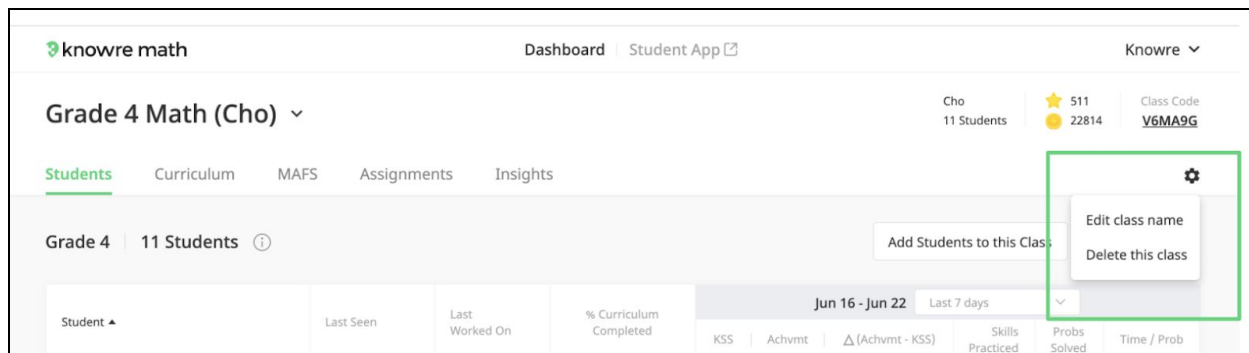 knowre math
Dashboard Student App
Knowre
Grade 4 Math (Cho)
Cho
11 Students
511
22814
Class Code
V6MA9G
Students Curriculum MAFS Assignments Insights
Edit class name
Delete this class
Grade 4 11 Students
Add Students to this Class
Jun 16 - Jun 22 Last 7 days
Student
Last Seen
Last
Worked On
% Curriculum
Completed
KSS Achvmt △ (Achvmt - KSS)
Skills
Practiced
Probs
Solved
Time / Prob